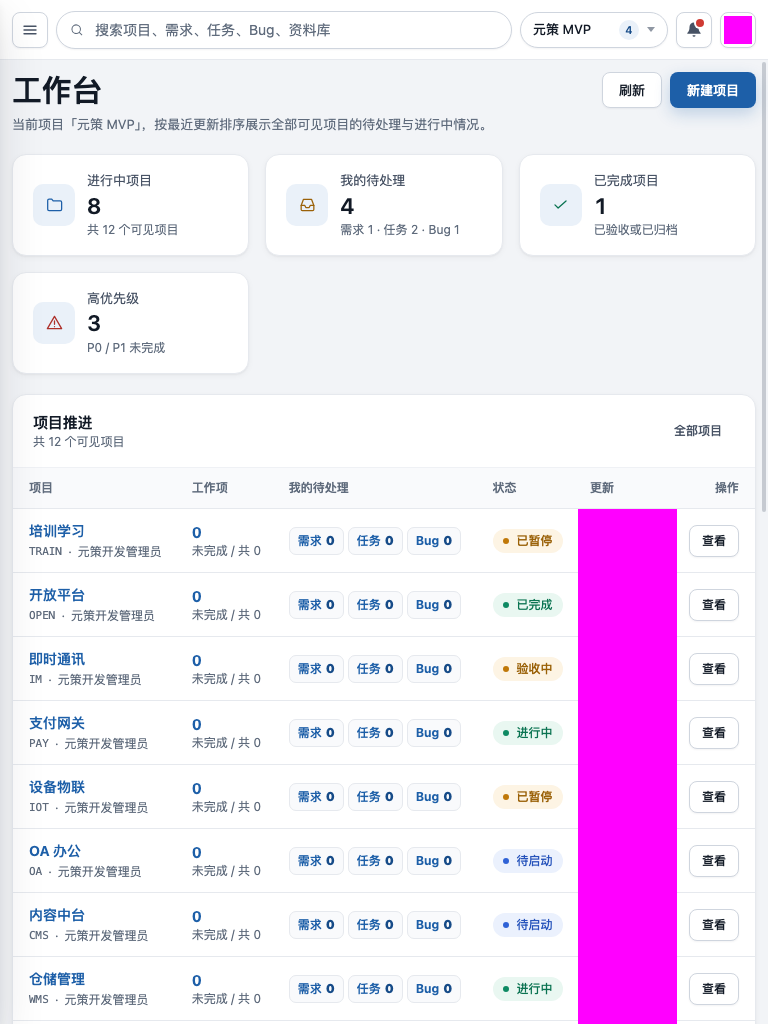 搜索项目、需求、任务、Bug、资料库
元策 MVP 4
工作台
刷新
新建项目
当前项目「元策 MVP」，按最近更新排序展示全部可见项目的待处理与进行中情况。
进行中项目
8
共 12 个可见项目
我的待处理
4
需求 1 · 任务 2 · Bug 1
已完成项目
1
已验收或已归档
高优先级
3
P0 / P1 未完成
项目推进
共 12 个可见项目
全部项目
项目 工作项 我的待处理 状态 更新 操作
培训学习 0 需求 0 任务 0 Bug 0 已暂停 查看
TRAIN · 元策开发管理员 未完成 / 共 0
开放平台 0 需求 0 任务 0 Bug 0 已完成 查看
OPEN · 元策开发管理员 未完成 / 共 0
即时通讯 0 需求 0 任务 0 Bug 0 验收中 查看
IM · 元策开发管理员 未完成 / 共 0
支付网关 0 需求 0 任务 0 Bug 0 进行中 查看
PAY · 元策开发管理员 未完成 / 共 0
设备物联 0 需求 0 任务 0 Bug 0 已暂停 查看
IOT · 元策开发管理员 未完成 / 共 0
OA 办公 0 需求 0 任务 0 Bug 0 待启动 查看
OA · 元策开发管理员 未完成 / 共 0
内容中台 0 需求 0 任务 0 Bug 0 待启动 查看
CMS · 元策开发管理员 未完成 / 共 0
仓储管理 0 需求 0 任务 0 Bug 0 进行中 查看
WMS · 元策开发管理员 未完成 / 共 0